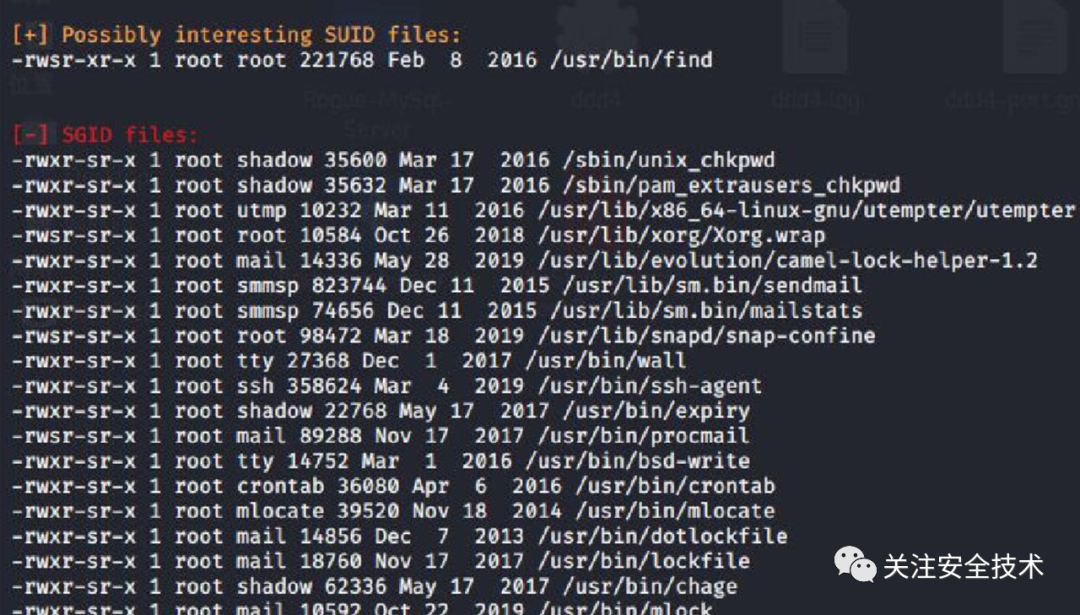 [+] Possibly interesting SUID files:
-rwsr-xr-x 1 root root 221768 Feb  8  2016 /usr/bin/find
Rogue-MySql-
Server
ddd4
ddd4.log
[-] SGID files:
-rwxr-sr-x 1 root shadow 35600 Mar 17  2016 /sbin/unix_chkpwd
-rwxr-sr-x 1 root shadow 35632 Mar 17  2016 /sbin/pam_extrausers_chkpwd
-rwxr-sr-x 1 root utmp 10232 Mar 11  2016 /usr/lib/x86_64-linux-gnu/utempter/utempter
-rwsr-sr-x 1 root root 10584 Oct 26  2018 /usr/lib/xorg/Xorg.wrap
-rwxr-sr-x 1 root mail 14336 May 28  2019 /usr/lib/evolution/camel-lock-helper-1.2
-rwxr-sr-x 1 root smmsp 823744 Dec 11  2015 /usr/lib/sm.bin/sendmail
-rwxr-sr-x 1 root smmsp 74656 Dec 11  2015 /usr/lib/sm.bin/mailstats
-rwsr-sr-x 1 root root 98472 Mar 18  2019 /usr/lib/snapd/snap-confine
-rwxr-sr-x 1 root tty 27368 Dec  1  2017 /usr/bin/wall
-rwxr-sr-x 1 root ssh 358624 Mar  4  2019 /usr/bin/ssh-agent
-rwxr-sr-x 1 root shadow 22768 May 17  2017 /usr/bin/expiry
-rwsr-sr-x 1 root mail 89288 Nov 17  2017 /usr/bin/procmail
-rwxr-sr-x 1 root tty 14752 Mar  1  2016 /usr/bin/bsd-write
-rwxr-sr-x 1 root crontab 36080 Apr  6  2016 /usr/bin/crontab
-rwxr-sr-x 1 root mlocate 39520 Nov 18  2014 /usr/bin/mlocate
-rwxr-sr-x 1 root mail 14856 Dec  7  2013 /usr/bin/dotlockfile
-rwxr-sr-x 1 root mail 18760 Nov 17  2017 /usr/bin/lockfile
-rwxr-sr-x 1 root shadow 62336 May 17  2017 /usr/bin/chage
-rwxr-sr-x 1 root mail 10592 Oct 22  2019 /usr/bin/mlock
关注安全技术